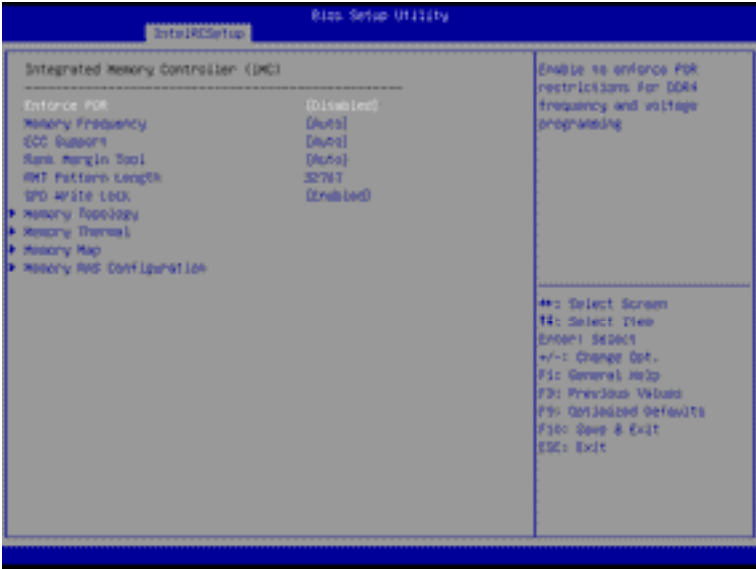 Bios Setup Utility
IntelRCSetup
Integrated Memory Controller (iMC)
--------------------------------------------------
Enforce POR [Disabled]
Memory Frequency [Auto]
ECC Support [Auto]
Rank Margin Tool [Auto]
RMT Pattern Length 32767
SPD Write Lock [Enabled]
Memory Topology
Memory Thermal
Memory Map
Memory RAS Configuration
Enable to enforce POR
restrictions for DDR4
frequency and voltage
programming
↔: Select Screen
↑↓: Select Item
Enter: Select
+/-: Change Opt.
F1: General Help
F3: Previous Values
F9: Optimized Defaults
F10: Save & Exit
ESC: Exit